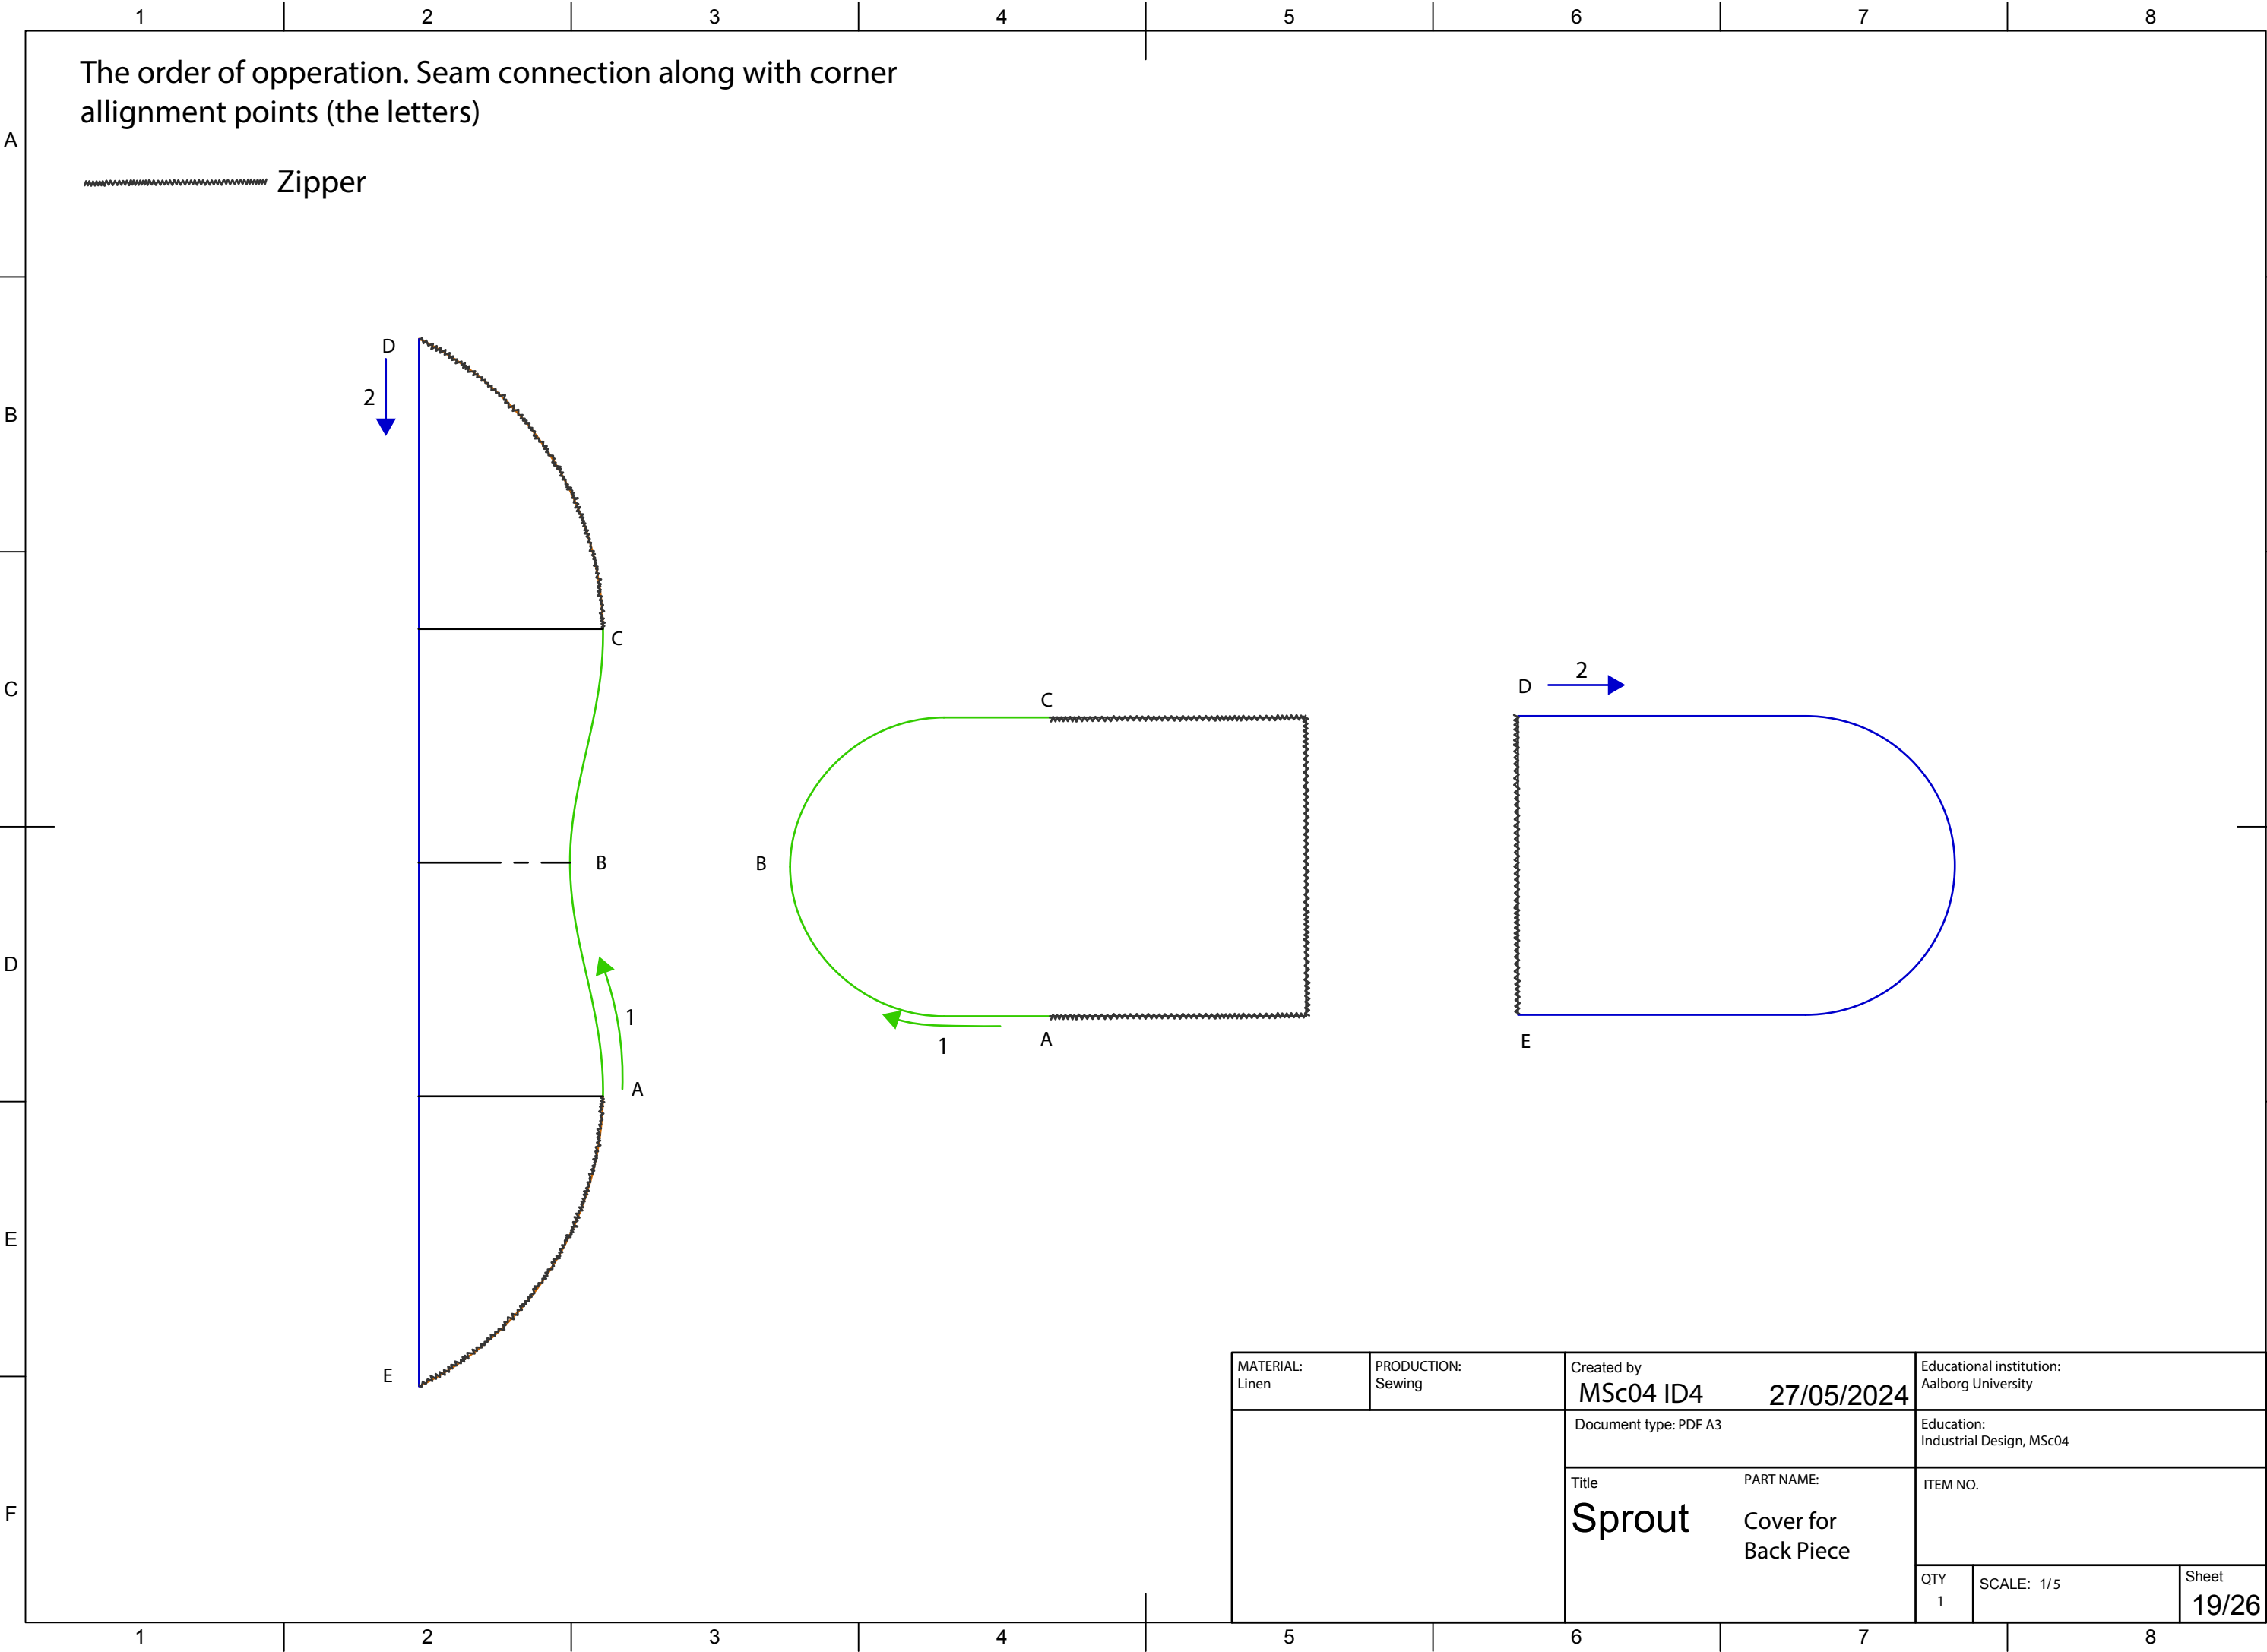 1 2 3 4 5 6 7 8
The order of opperation. Seam connection along with corner
allignment points (the letters)
A
Zipper
D
2
B
C
C
2
D
C
B
B
D
1
A
1
A
E
E
E
F
MATERIAL:
Linen
PRODUCTION:
Sewing
Created by
MSc04 ID4 27/05/2024
Educational institution:
Aalborg University
Document type: PDF A3
Education:
Industrial Design, MSc04
Title
Sprout
PART NAME:
Cover for
Back Piece
ITEM NO.
QTY
1
SCALE: 1/5
Sheet
19/26
1 2 3 4 5 6 7 8